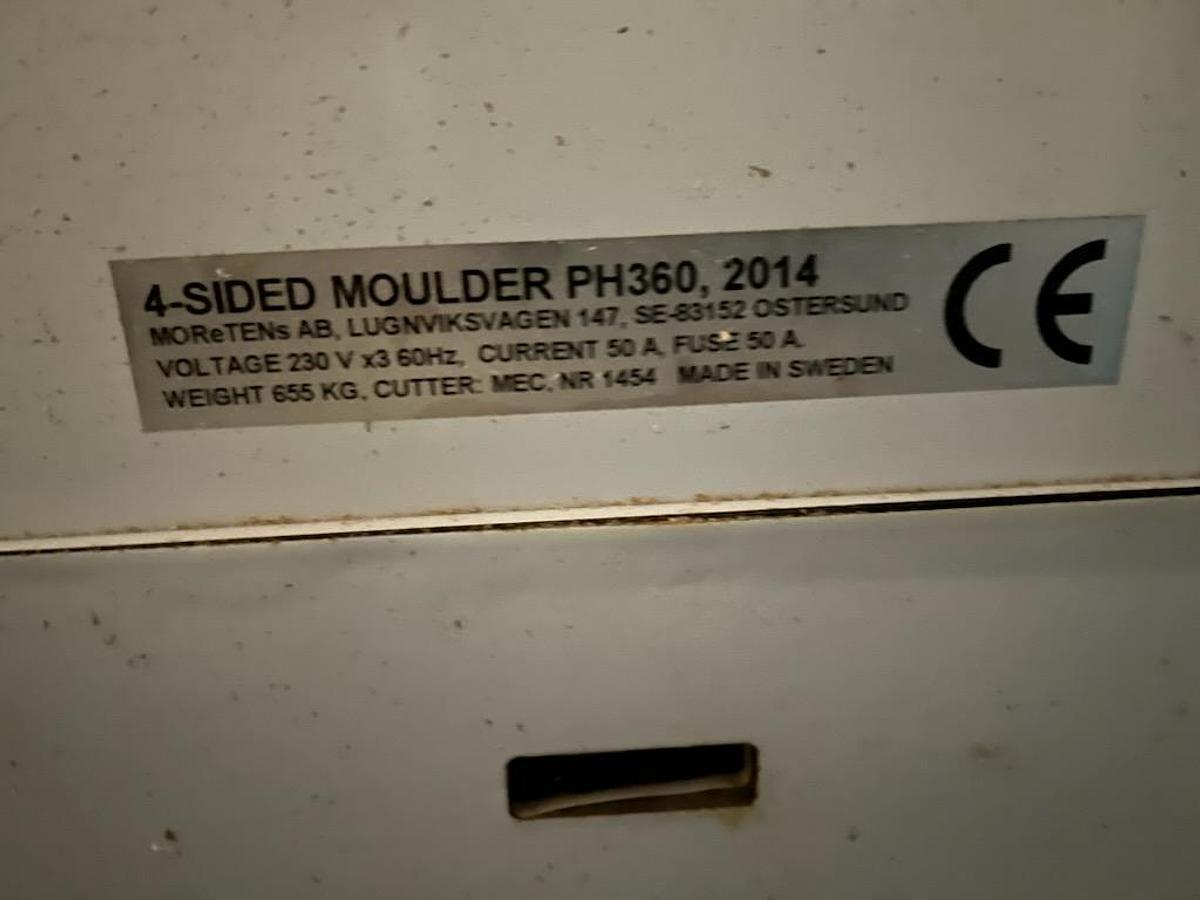 4-SIDED MOULDER PH360, 2014
MOReTENs AB, LUGNVIKSVAGEN 147, SE-83152 OSTERSUND
VOLTAGE 230 V x3 60Hz, CURRENT 50 A, FUSE 50 A.
WEIGHT 655 KG, CUTTER: MEC, NR 1454 MADE IN SWEDEN
CE